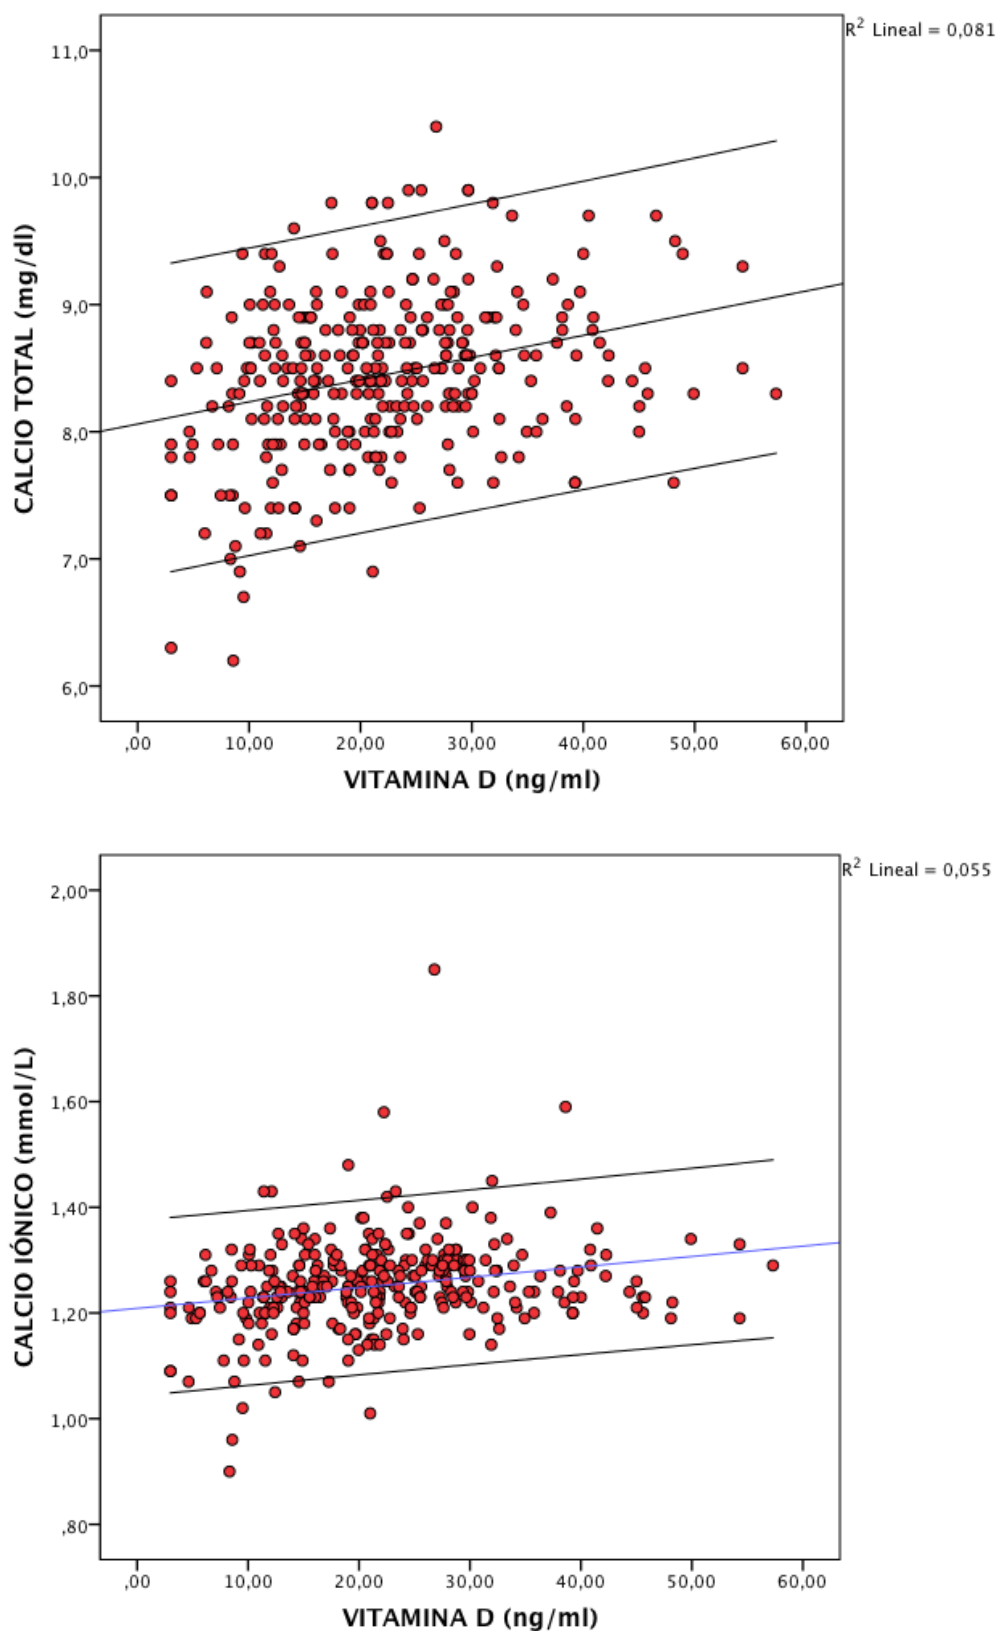 R² Lineal = 0,081
11,0
10,0
9,0
8,0
7,0
6,0
CALCIO TOTAL (mg/dl)
,00 10,00 20,00 30,00 40,00 50,00 60,00
VITAMINA D (ng/ml)
R² Lineal = 0,055
2,00
1,80
1,60
1,40
1,20
1,00
,80
CALCIO IÓNICO (mmol/L)
,00 10,00 20,00 30,00 40,00 50,00 60,00
VITAMINA D (ng/ml)